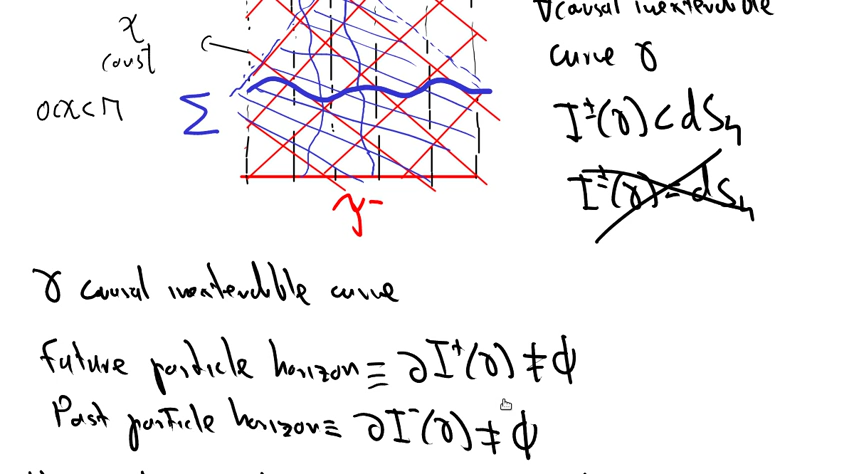 ∀ causal inextendible
χ
const
curve γ
0<χ<π
Σ
I±(γ) < dS₄
I±(γ) = dS₄
𝒥⁻
γ causal inextendible curve
Future particle horizon ≡ ∂I⁺(γ) ≠ ϕ
Past particle horizon ≡ ∂I⁻(γ) ≠ ϕ